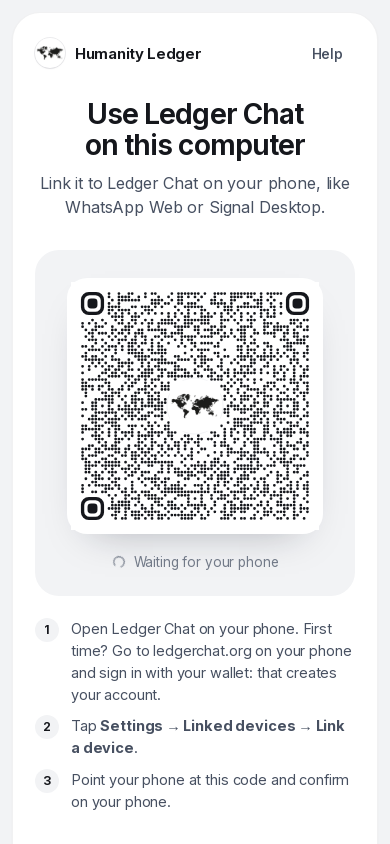 Humanity Ledger
Help
Use Ledger Chat
on this computer
Link it to Ledger Chat on your phone, like
WhatsApp Web or Signal Desktop.
Waiting for your phone
1 Open Ledger Chat on your phone. First
time? Go to ledgerchat.org on your phone
and sign in with your wallet: that creates
your account.
2 Tap Settings → Linked devices → Link
a device.
3 Point your phone at this code and confirm
on your phone.